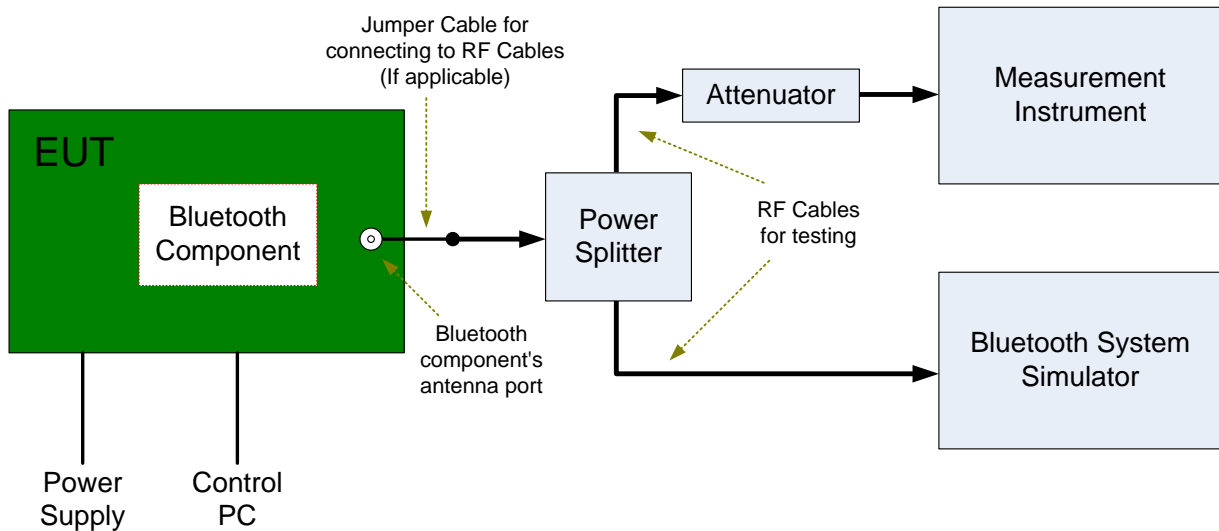 Jumper Cable for
connecting to RF Cables
(If applicable)
EUT
Bluetooth
Component
Bluetooth
component's
antenna port
Power
Supply
Control
PC
Power
Splitter
Attenuator
RF Cables
for testing
Measurement
Instrument
Bluetooth System
Simulator